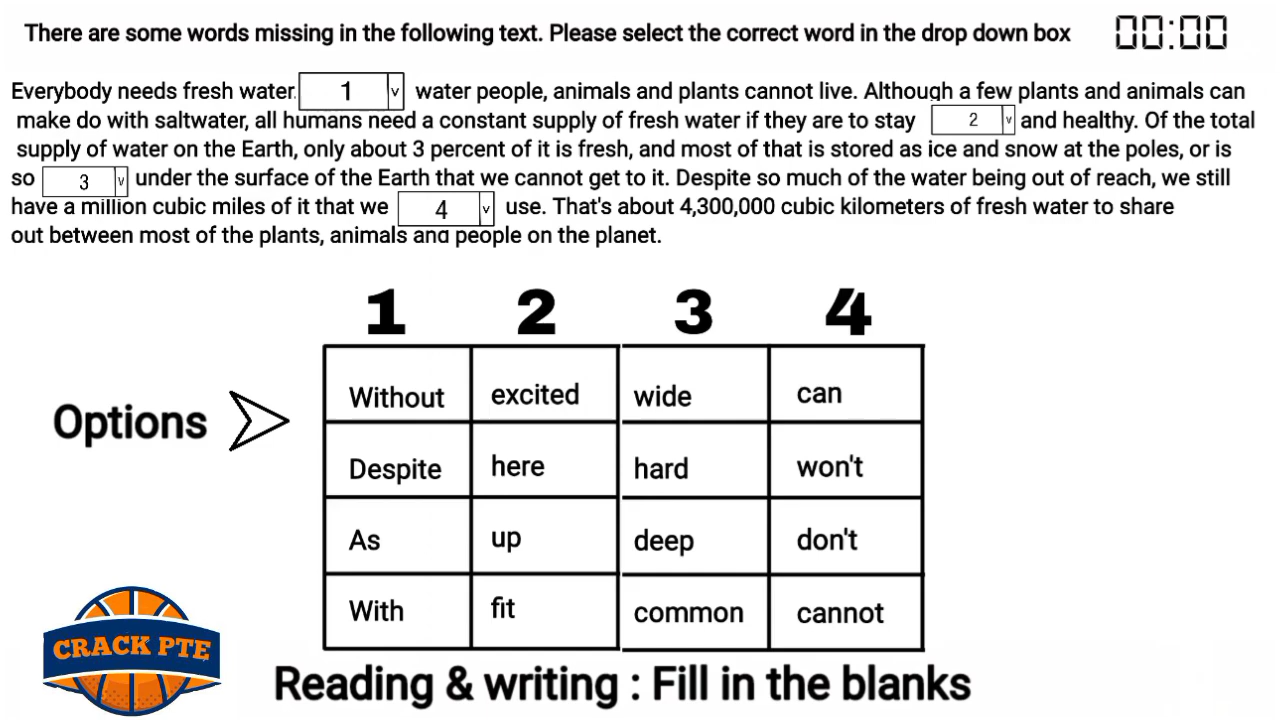 There are some words missing in the following text. Please select the correct word in the drop down box 00:00
Everybody needs fresh water. 1 v water people, animals and plants cannot live. Although a few plants and animals can
make do with saltwater, all humans need a constant supply of fresh water if they are to stay 2 v and healthy. Of the total
supply of water on the Earth, only about 3 percent of it is fresh, and most of that is stored as ice and snow at the poles, or is
so 3 v under the surface of the Earth that we cannot get to it. Despite so much of the water being out of reach, we still
have a million cubic miles of it that we 4 v use. That's about 4,300,000 cubic kilometers of fresh water to share
out between most of the plants, animals and people on the planet.
1 2 3 4
Options
Without excited wide can
Despite here hard won't
As up deep don't
With fit common cannot
CRACK PTE
Reading & writing : Fill in the blanks